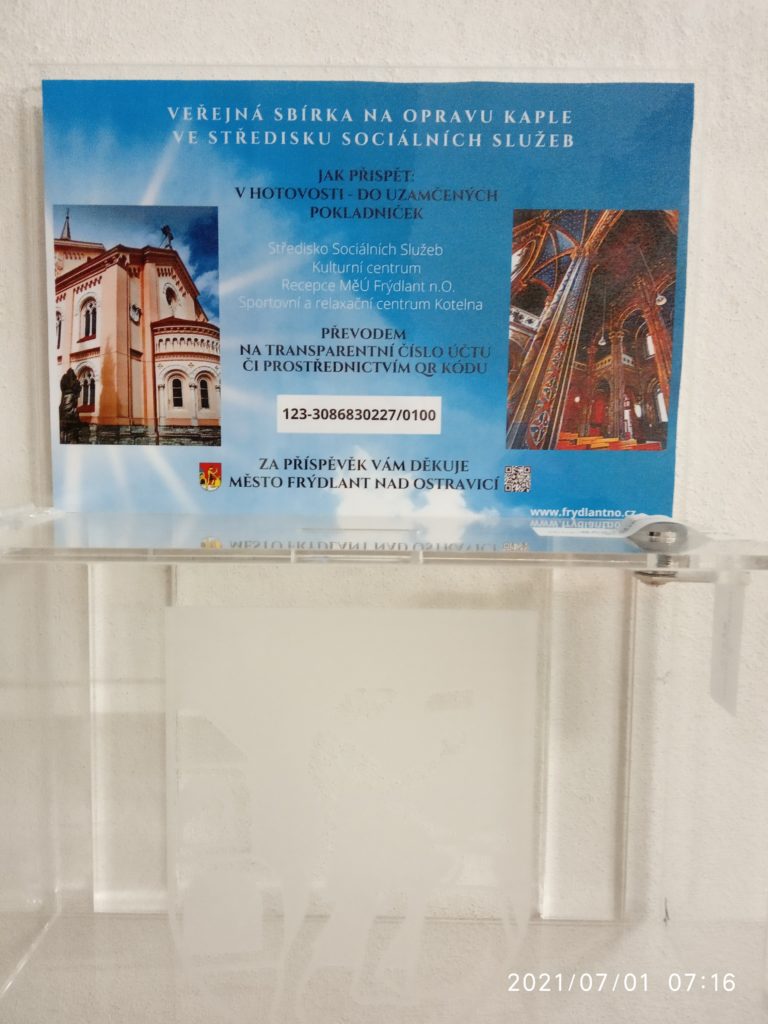 VEŘEJNÁ SBÍRKA NA OPRAVU KAPLE
VE STŘEDISKU SOCIÁLNÍCH SLUŽEB
JAK PŘISPĚT:
V HOTOVOSTI - DO UZAMČENÝCH
POKLADNIČEK
Středisko Sociálních Služeb
Kulturní centrum
Recepce MěÚ Frýdlant n.O.
Sportovní a relaxační centrum Kotelna
PŘEVODEM
NA TRANSPARENTNÍ ČÍSLO ÚČTU
ČI PROSTŘEDNICTVÍM QR KÓDU
123-3086830227/0100
ZA PŘÍSPĚVĚK VÁM DĚKUJE
MĚSTO FRÝDLANT NAD OSTRAVICÍ
www.frydlantno.cz
2021/07/01 07:16